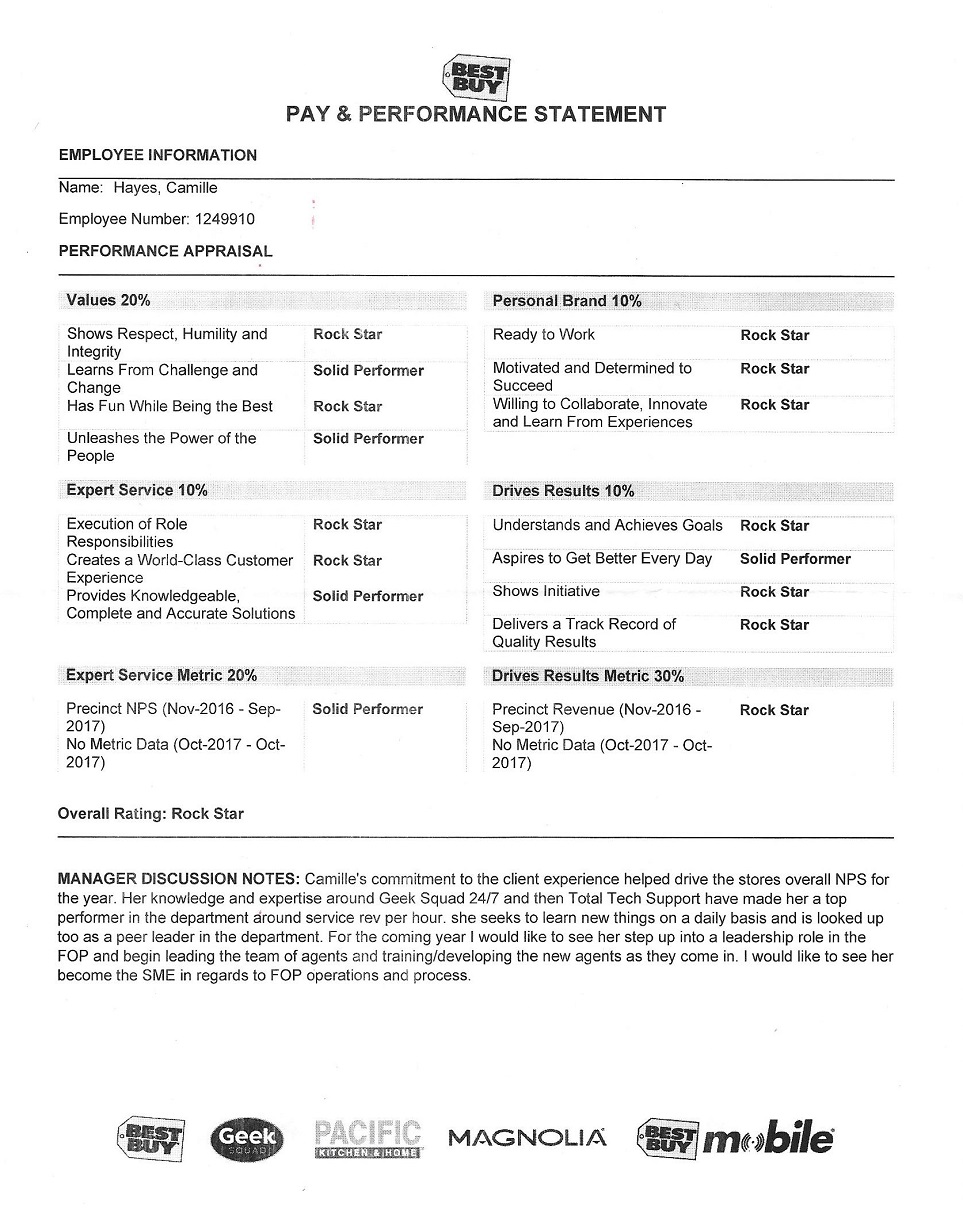 BEST
BUY
PAY & PERFORMANCE STATEMENT
EMPLOYEE INFORMATION
Name: Hayes, Camille
Employee Number: 1249910
PERFORMANCE APPRAISAL
Values 20%
Shows Respect, Humility and Rock Star
Integrity
Learns From Challenge and Solid Performer
Change
Has Fun While Being the Best Rock Star
Unleashes the Power of the Solid Performer
People
Personal Brand 10%
Ready to Work Rock Star
Motivated and Determined to Rock Star
Succeed
Willing to Collaborate, Innovate Rock Star
and Learn From Experiences
Expert Service 10%
Execution of Role Rock Star
Responsibilities
Creates a World-Class Customer Rock Star
Experience
Provides Knowledgeable, Solid Performer
Complete and Accurate Solutions
Drives Results 10%
Understands and Achieves Goals Rock Star
Aspires to Get Better Every Day Solid Performer
Shows Initiative Rock Star
Delivers a Track Record of Rock Star
Quality Results
Expert Service Metric 20%
Precinct NPS (Nov-2016 - Sep- Solid Performer
2017)
No Metric Data (Oct-2017 - Oct-
2017)
Drives Results Metric 30%
Precinct Revenue (Nov-2016 - Rock Star
Sep-2017)
No Metric Data (Oct-2017 - Oct-
2017)
Overall Rating: Rock Star
MANAGER DISCUSSION NOTES: Camille's commitment to the client experience helped drive the stores overall NPS for
the year. Her knowledge and expertise around Geek Squad 24/7 and then Total Tech Support have made her a top
performer in the department around service rev per hour. she seeks to learn new things on a daily basis and is looked up
too as a peer leader in the department. For the coming year I would like to see her step up into a leadership role in the
FOP and begin leading the team of agents and training/developing the new agents as they come in. I would like to see her
become the SME in regards to FOP operations and process.
BEST
BUY
Geek
SQUAD
PACIFIC
KITCHEN & HOME
MAGNOLIA
BEST
BUY
mobile